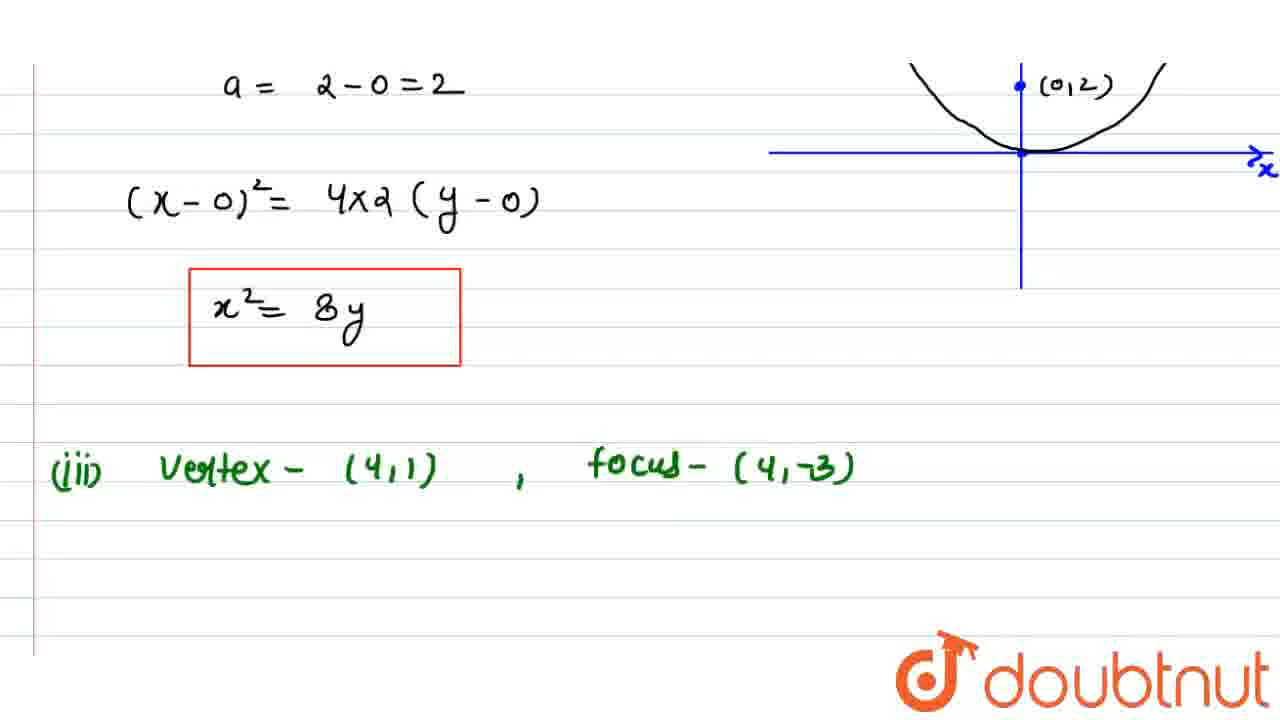 a = 2 - 0 = 2
(0,2)
x
(x - 0)² = 4×2 (y - 0)
x² = 8y
(iii) Vertex - (4,1) , focus - (4,-3)
doubtnut